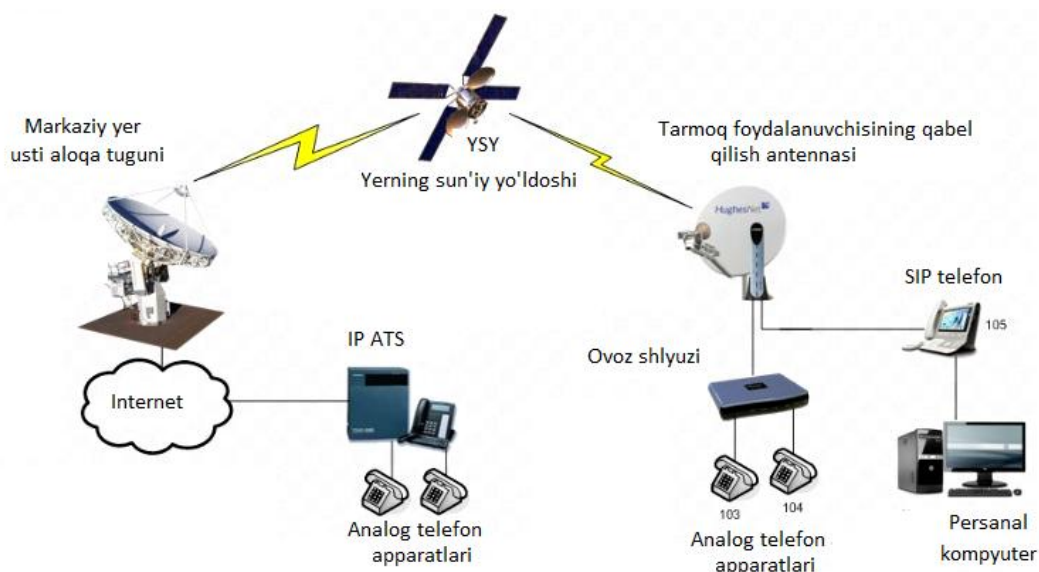 Markaziy yer
usti aloqa tuguni
YSY
Yerning sun'iy yo'ldoshi
Tarmoq foydalanuvchisining qabel
qilish antennasi
HughesNet
SIP telefon
105
IP ATS
Ovoz shlyuzi
Internet
103
104
Analog telefon
apparatlari
Analog telefon
apparatlari
Persanal
kompyuter